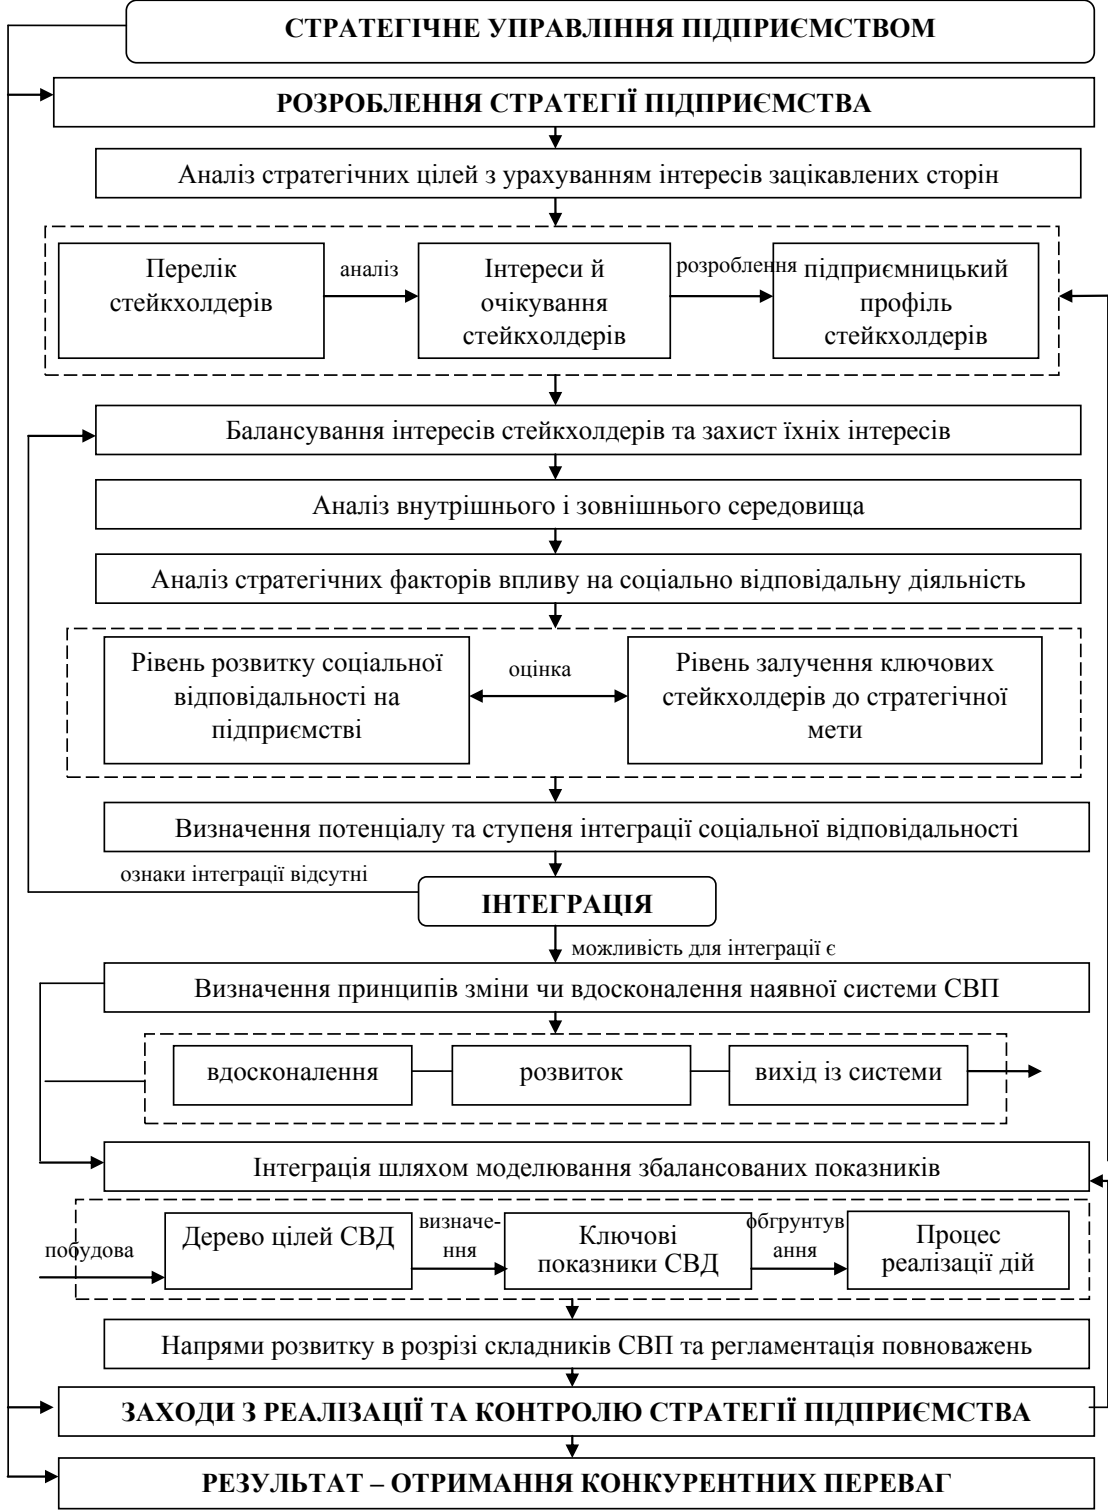 СТРАТЕГІЧНЕ УПРАВЛІННЯ ПІДПРИЄМСТВОМ
РОЗРОБЛЕННЯ СТРАТЕГІЇ ПІДПРИЄМСТВА
Аналіз стратегічних цілей з урахуванням інтересів зацікавлених сторін
Перелік
стейкхолдерів
аналіз
Інтереси й
очікування
стейкхолдерів
розроблення
підприємницький
профіль
стейкхолдерів
Балансування інтересів стейкхолдерів та захист їхніх інтересів
Аналіз внутрішнього і зовнішнього середовища
Аналіз стратегічних факторів впливу на соціально відповідальну діяльність
Рівень розвитку соціальної
відповідальності на
підприємстві
оцінка
Рівень залучення ключових
стейкхолдерів до стратегічної
мети
Визначення потенціалу та ступеня інтеграції соціальної відповідальності
ознаки інтеграції відсутні
ІНТЕГРАЦІЯ
можливість для інтеграції є
Визначення принципів зміни чи вдосконалення наявної системи СВП
вдосконалення
розвиток
вихід із системи
Інтеграція шляхом моделювання збалансованих показників
побудова
Дерево цілей СВД
визначе-
ння
Ключові
показники СВД
обгрунтув
ання
Процес
реалізації дій
Напрями розвитку в розрізі складників СВП та регламентація повноважень
ЗАХОДИ З РЕАЛІЗАЦІЇ ТА КОНТРОЛЮ СТРАТЕГІЇ ПІДПРИЄМСТВА
РЕЗУЛЬТАТ – ОТРИМАННЯ КОНКУРЕНТНИХ ПЕРЕВАГ